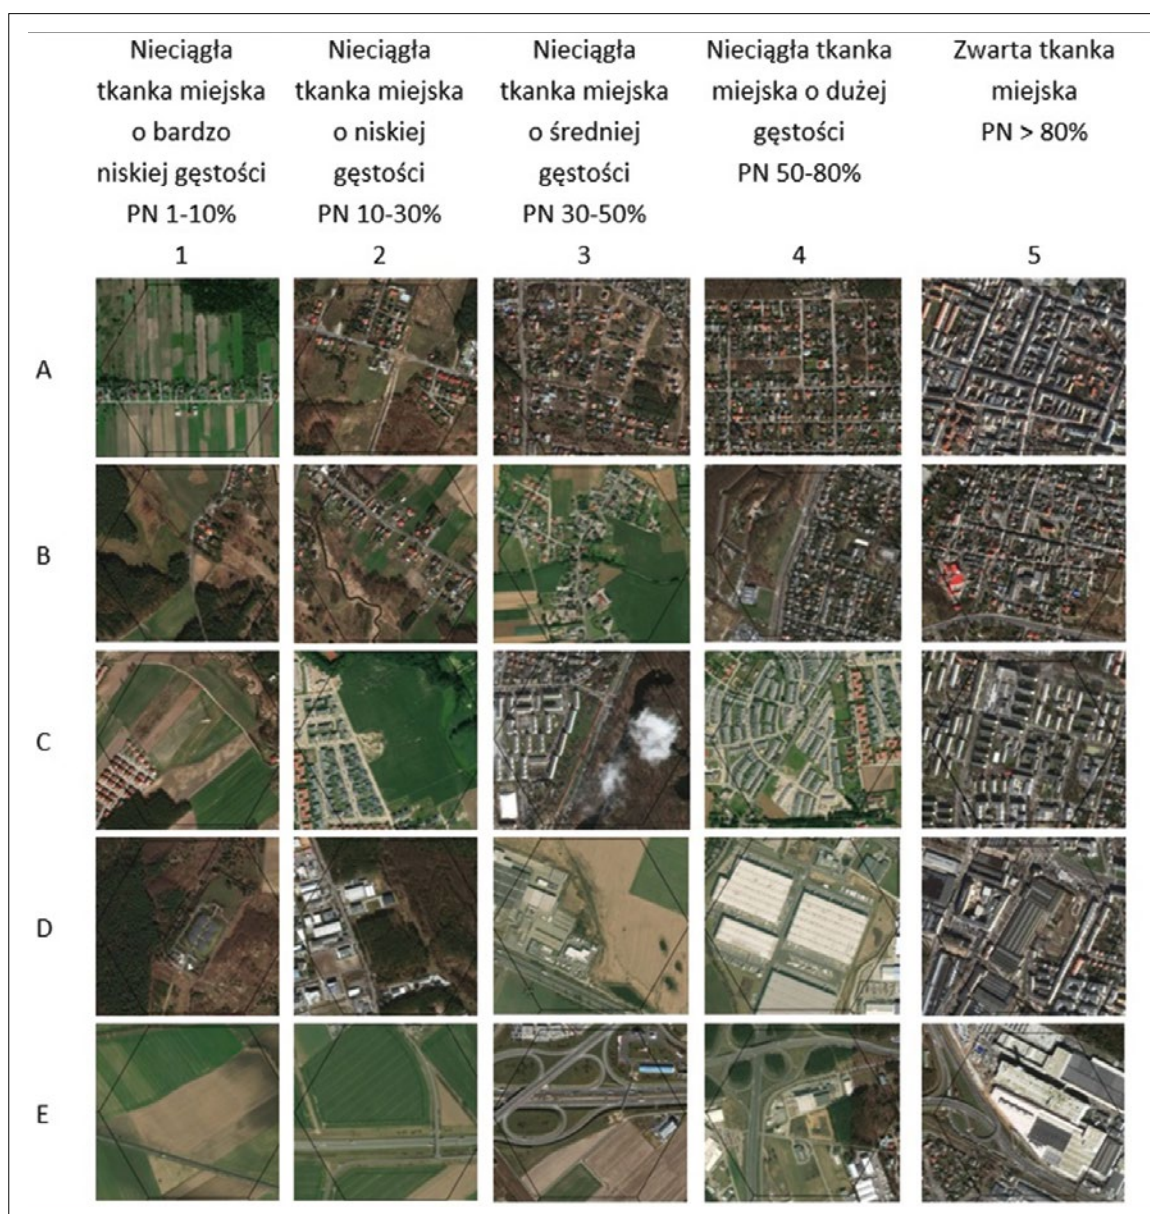 Nieciągła
tkanka miejska
o bardzo
niskiej gęstości
PN 1-10%
1
Nieciągła
tkanka miejska
o niskiej
gęstości
PN 10-30%
2
Nieciągła
tkanka miejska
o średniej
gęstości
PN 30-50%
3
Nieciągła tkanka
miejska o dużej
gęstości
PN 50-80%
4
Zwarta tkanka
miejska
PN > 80%
5
A
B
C
D
E